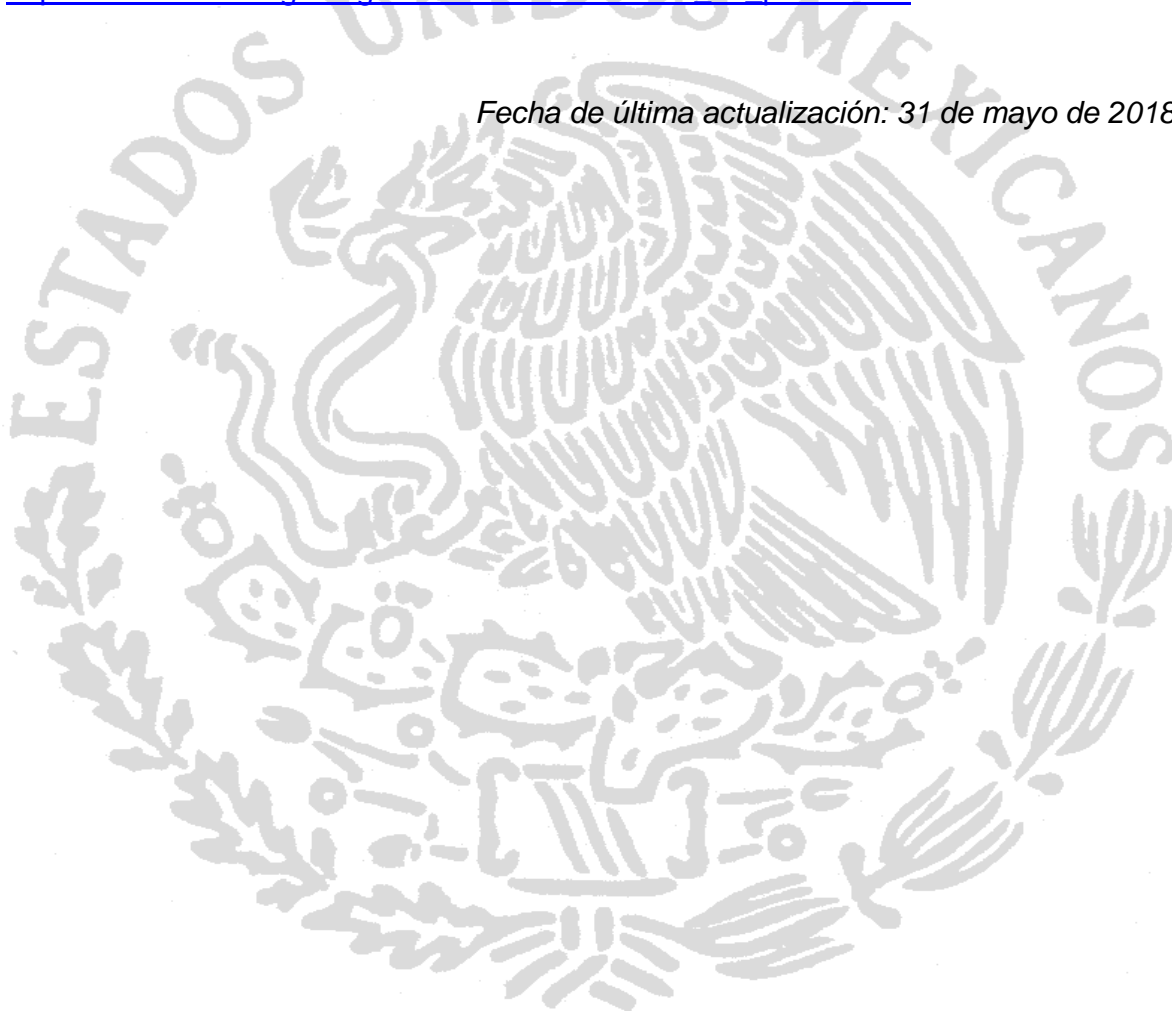 Fecha de última actualización: 31 de mayo de 2018
ESTADOS UNIDOS MEXICANOS